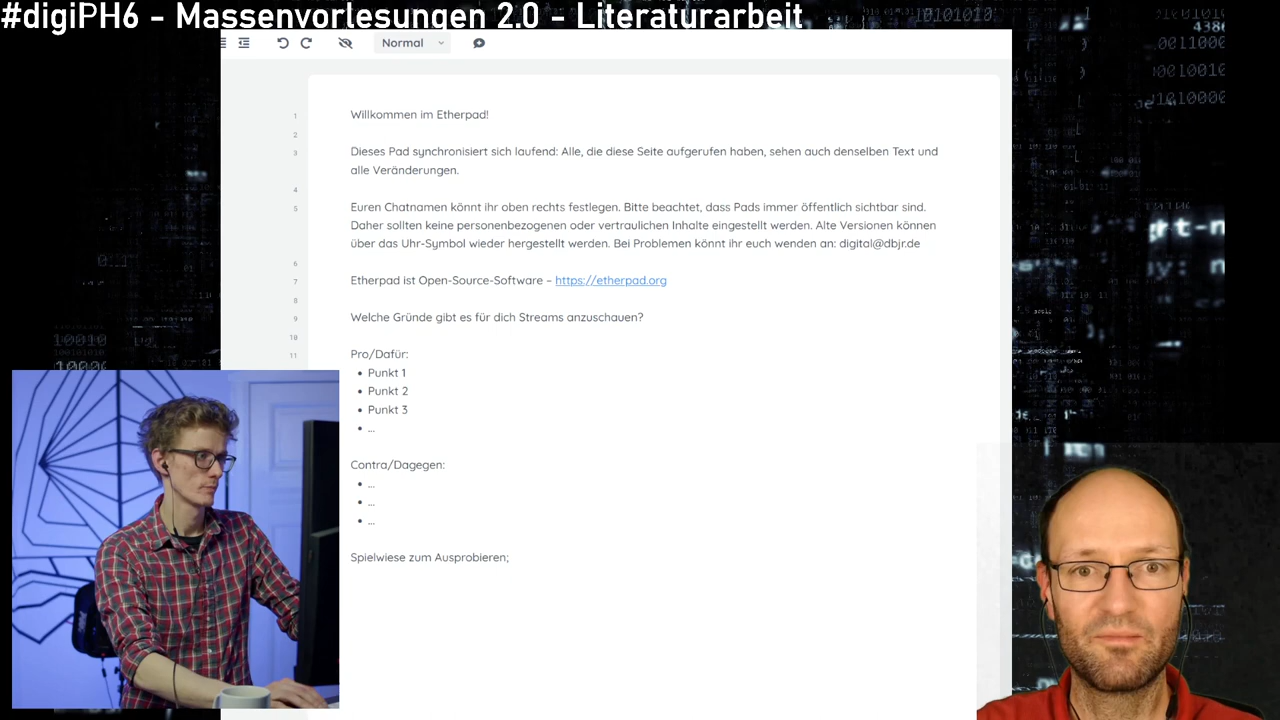 #digiPH6 - Massenvorlesungen 2.0 - Literaturarbeit
Normal
1 Willkommen im Etherpad!
2
3 Dieses Pad synchronisiert sich laufend: Alle, die diese Seite aufgerufen haben, sehen auch denselben Text und
alle Veränderungen.
4
5 Euren Chatnamen könnt ihr oben rechts festlegen. Bitte beachtet, dass Pads immer öffentlich sichtbar sind.
Daher sollten keine personenbezogenen oder vertraulichen Inhalte eingestellt werden. Alte Versionen können
über das Uhr-Symbol wieder hergestellt werden. Bei Problemen könnt ihr euch wenden an: digital@dbjr.de
6
7 Etherpad ist Open-Source-Software – https://etherpad.org
8
9 Welche Gründe gibt es für dich Streams anzuschauen?
10
11 Pro/Dafür:
• Punkt 1
• Punkt 2
• Punkt 3
• ...
Contra/Dagegen:
• ...
• ...
• ...
Spielwiese zum Ausprobieren;